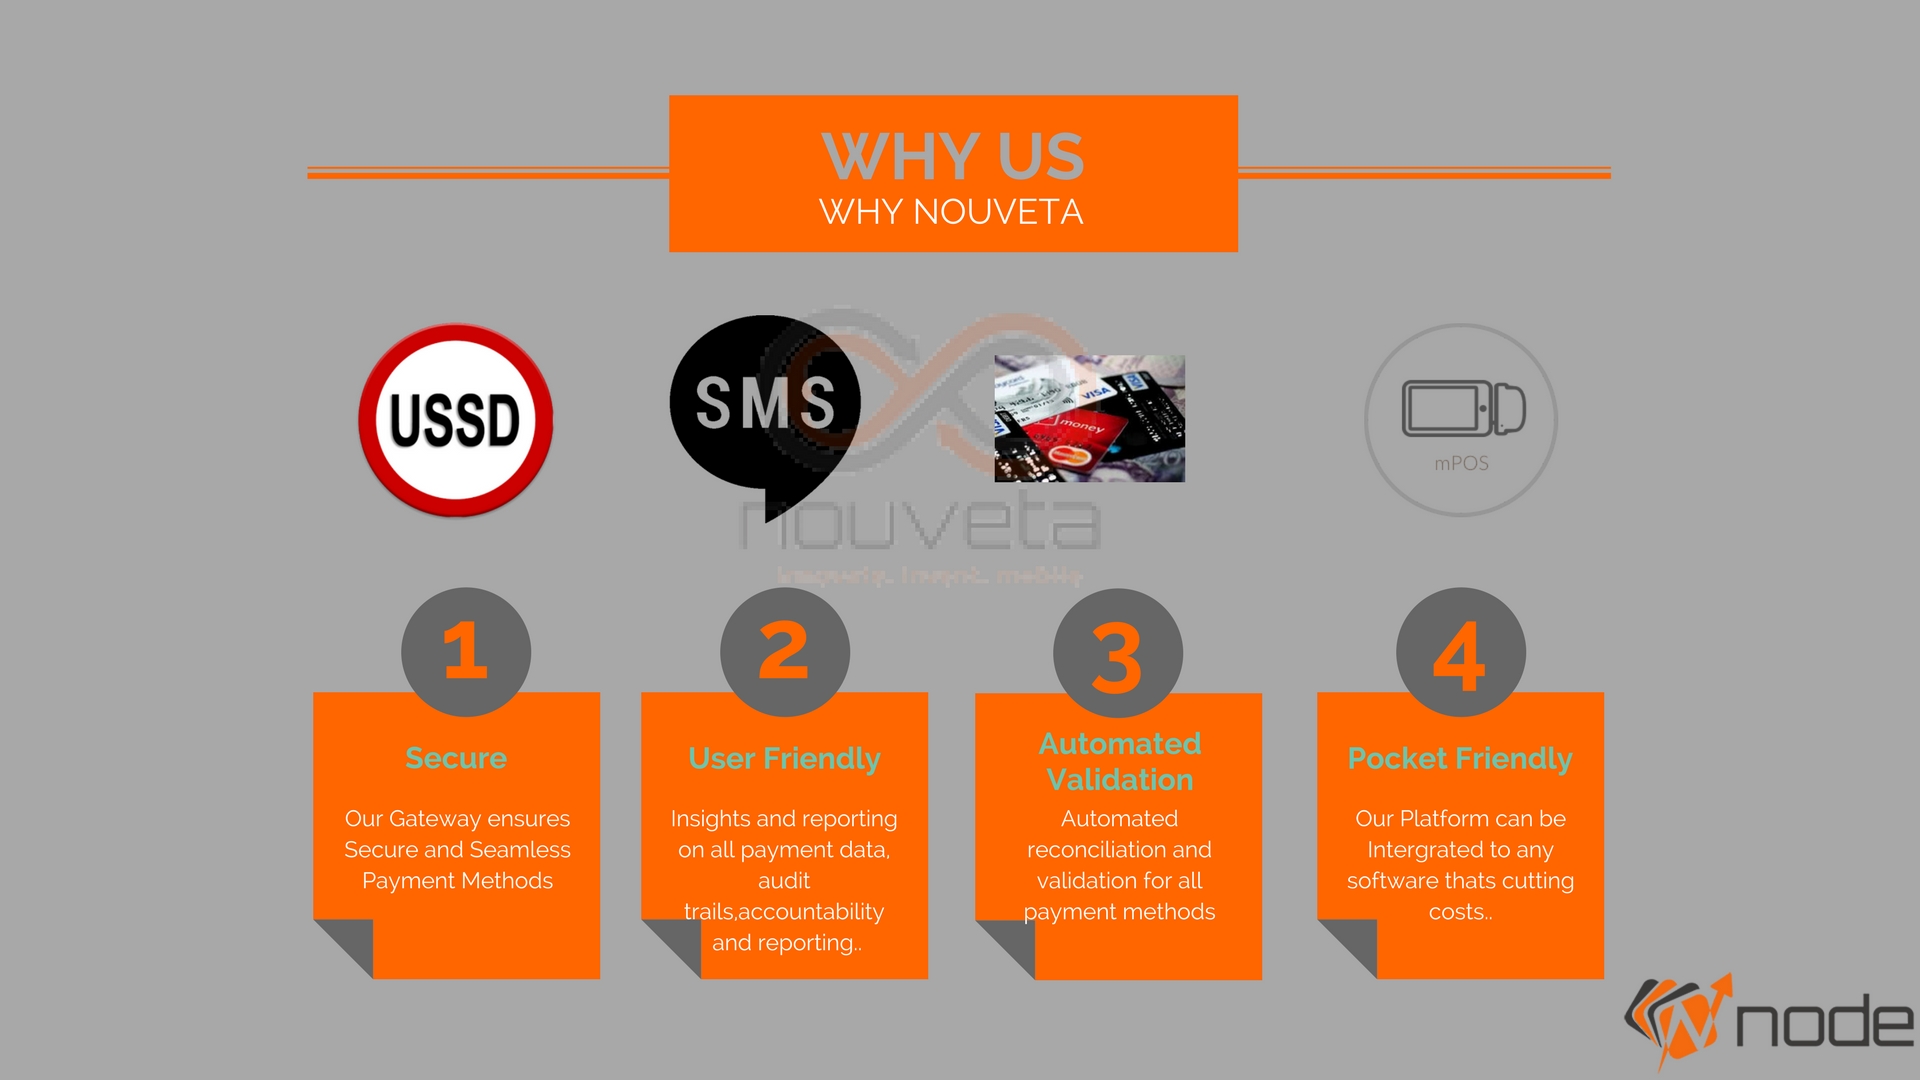 WHY US
WHY NOUVETA
USSD
SMS
VISA
money
mPOS
nouveta
1
2
3
4
Secure
Our Gateway ensures
Secure and Seamless
Payment Methods
User Friendly
Insights and reporting
on all payment data,
audit
trails,accountability
and reporting..
Automated
Validation
Automated
reconciliation and
validation for all
payment methods
Pocket Friendly
Our Platform can be
Intergrated to any
software thats cutting
costs..
node